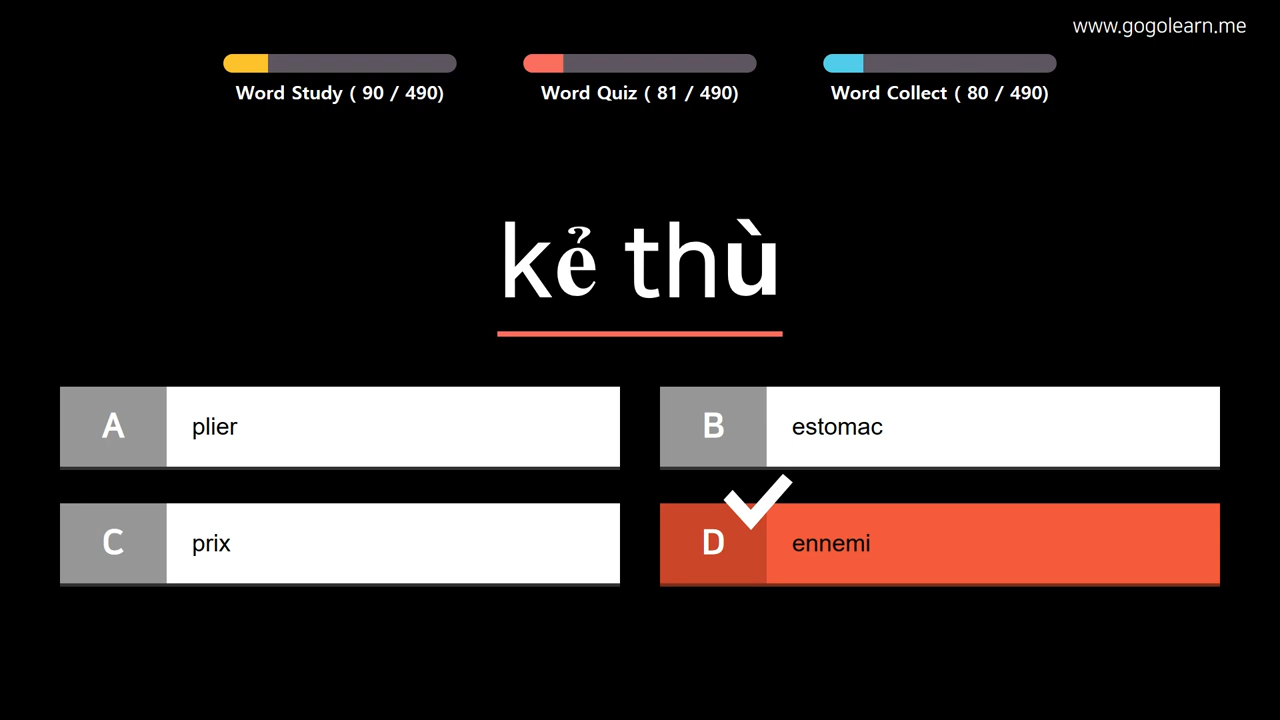 www.gogolearn.me
Word Study ( 90 / 490)
Word Quiz ( 81 / 490)
Word Collect ( 80 / 490)
kẻ thù
A plier
B estomac
C prix
D ennemi